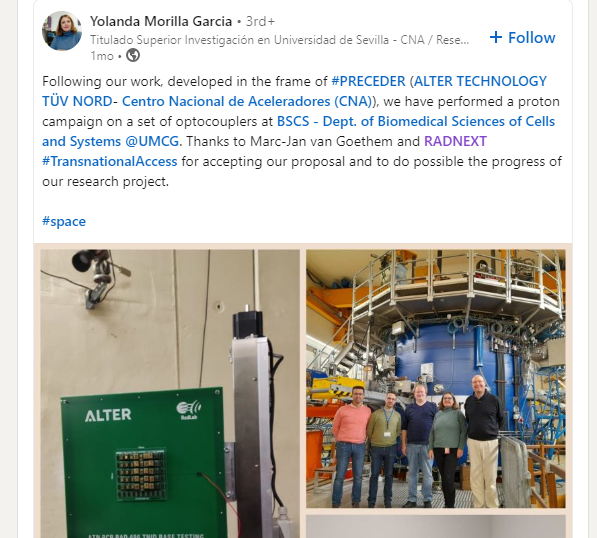 Yolanda Morilla Garcia • 3rd+
Titulado Superior Investigación en Universidad de Sevilla - CNA / Rese...
1mo •
+ Follow
Following our work, developed in the frame of #PRECEDER (ALTER TECHNOLOGY
TÜV NORD- Centro Nacional de Aceleradores (CNA)), we have performed a proton
campaign on a set of optocouplers at BSCS - Dept. of Biomedical Sciences of Cells
and Systems @UMCG. Thanks to Marc-Jan van Goethem and RADNEXT
#TransnationalAccess for accepting our proposal and to do possible the progress of
our research project.
#space
ALTER
RadLab